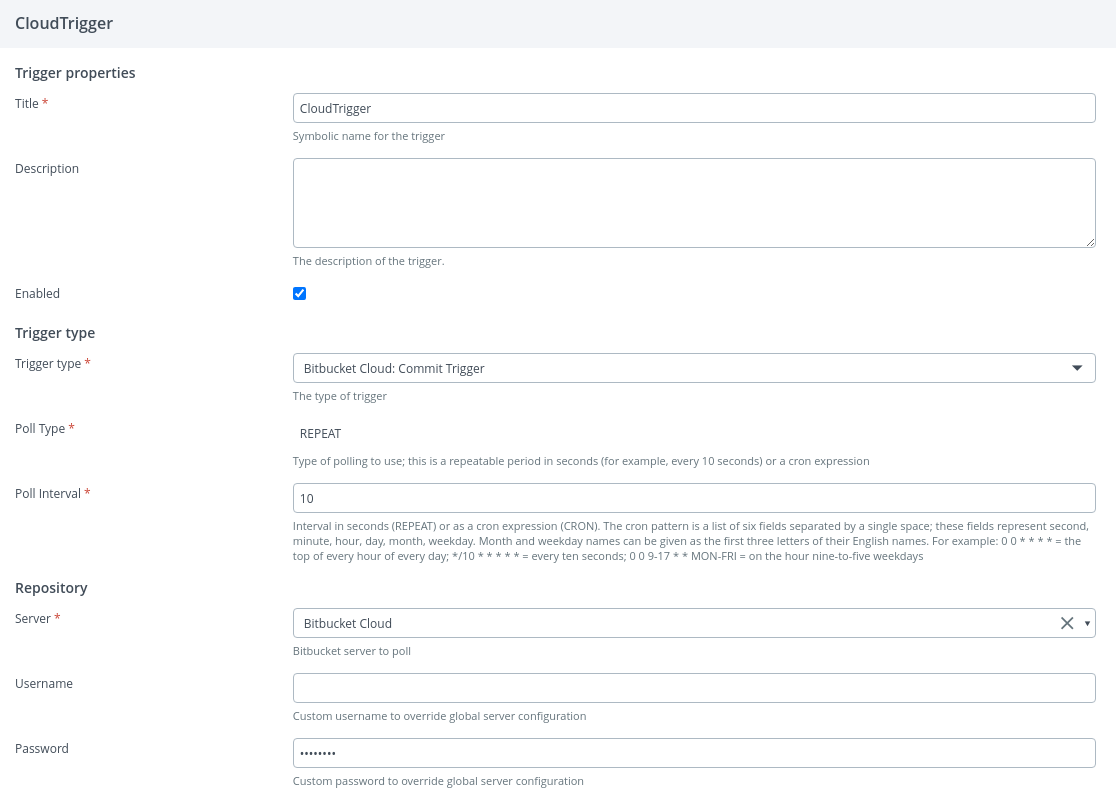 CloudTrigger
Trigger properties
Title *
CloudTrigger
Symbolic name for the trigger
Description
The description of the trigger.
Enabled
Trigger type
Trigger type *
Bitbucket Cloud: Commit Trigger
The type of trigger
Poll Type *
REPEAT
Type of polling to use; this is a repeatable period in seconds (for example, every 10 seconds) or a cron expression
Poll Interval *
10
Interval in seconds (REPEAT) or as a cron expression (CRON). The cron pattern is a list of six fields separated by a single space; these fields represent second,
minute, hour, day, month, weekday. Month and weekday names can be given as the first three letters of their English names. For example: 0 0 * * * * = the
top of every hour of every day; */10 * * * * * = every ten seconds; 0 0 9-17 * * MON-FRI = on the hour nine-to-five weekdays
Repository
Server *
Bitbucket Cloud
Bitbucket server to poll
Username
Custom username to override global server configuration
Password
••••••••
Custom password to override global server configuration